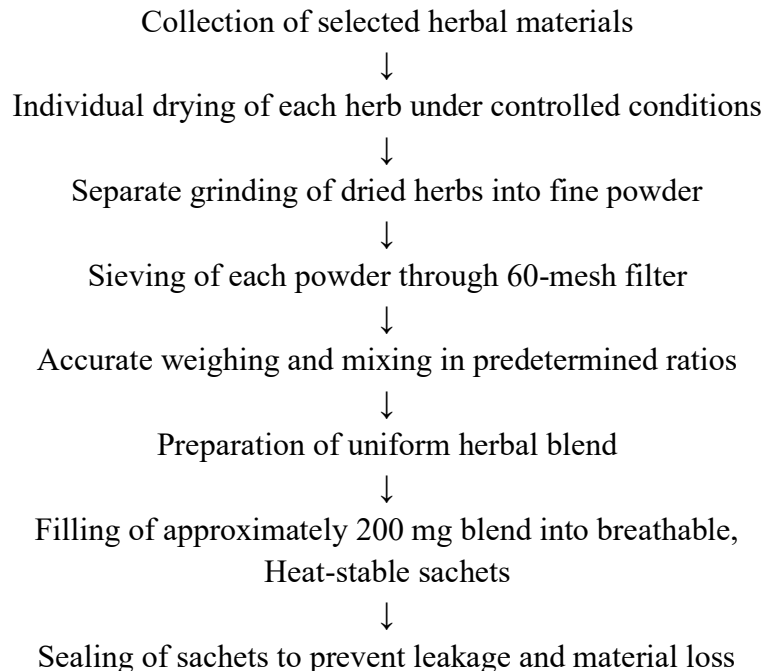 Collection of selected herbal materials
↓
Individual drying of each herb under controlled conditions
↓
Separate grinding of dried herbs into fine powder
↓
Sieving of each powder through 60-mesh filter
↓
Accurate weighing and mixing in predetermined ratios
↓
Preparation of uniform herbal blend
↓
Filling of approximately 200 mg blend into breathable,
Heat-stable sachets
↓
Sealing of sachets to prevent leakage and material loss